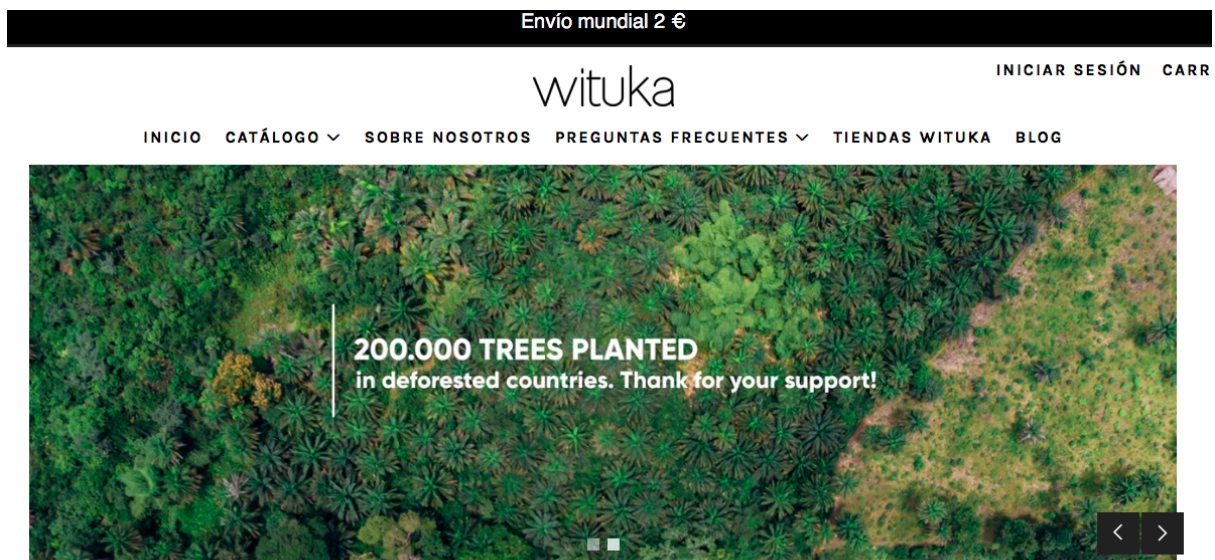 Envío mundial 2 €
INICIAR SESIÓN CARR
wituka
INICIO CATÁLOGO SOBRE NOSOTROS PREGUNTAS FRECUENTES TIENDAS WITUKA BLOG
200.000 TREES PLANTED
in deforested countries. Thank for your support!